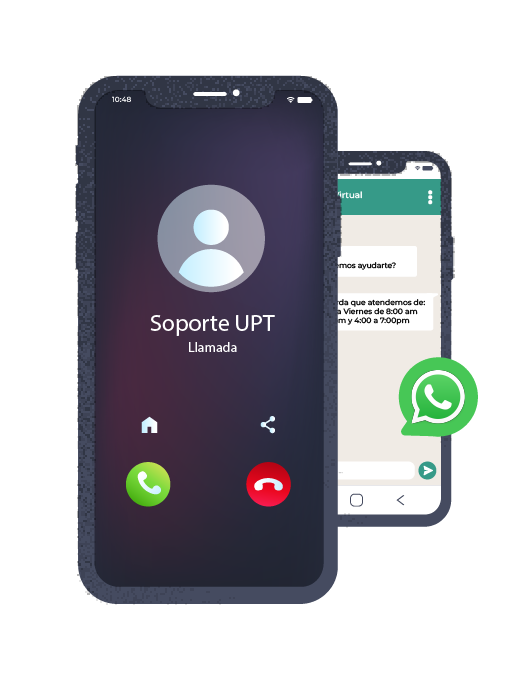 10:48
Soporte UPT
Llamada
Virtual
emos ayudarte?
rda que atendemos de:
a Viernes de 8:00 am
m y 4:00 a 7:00pm